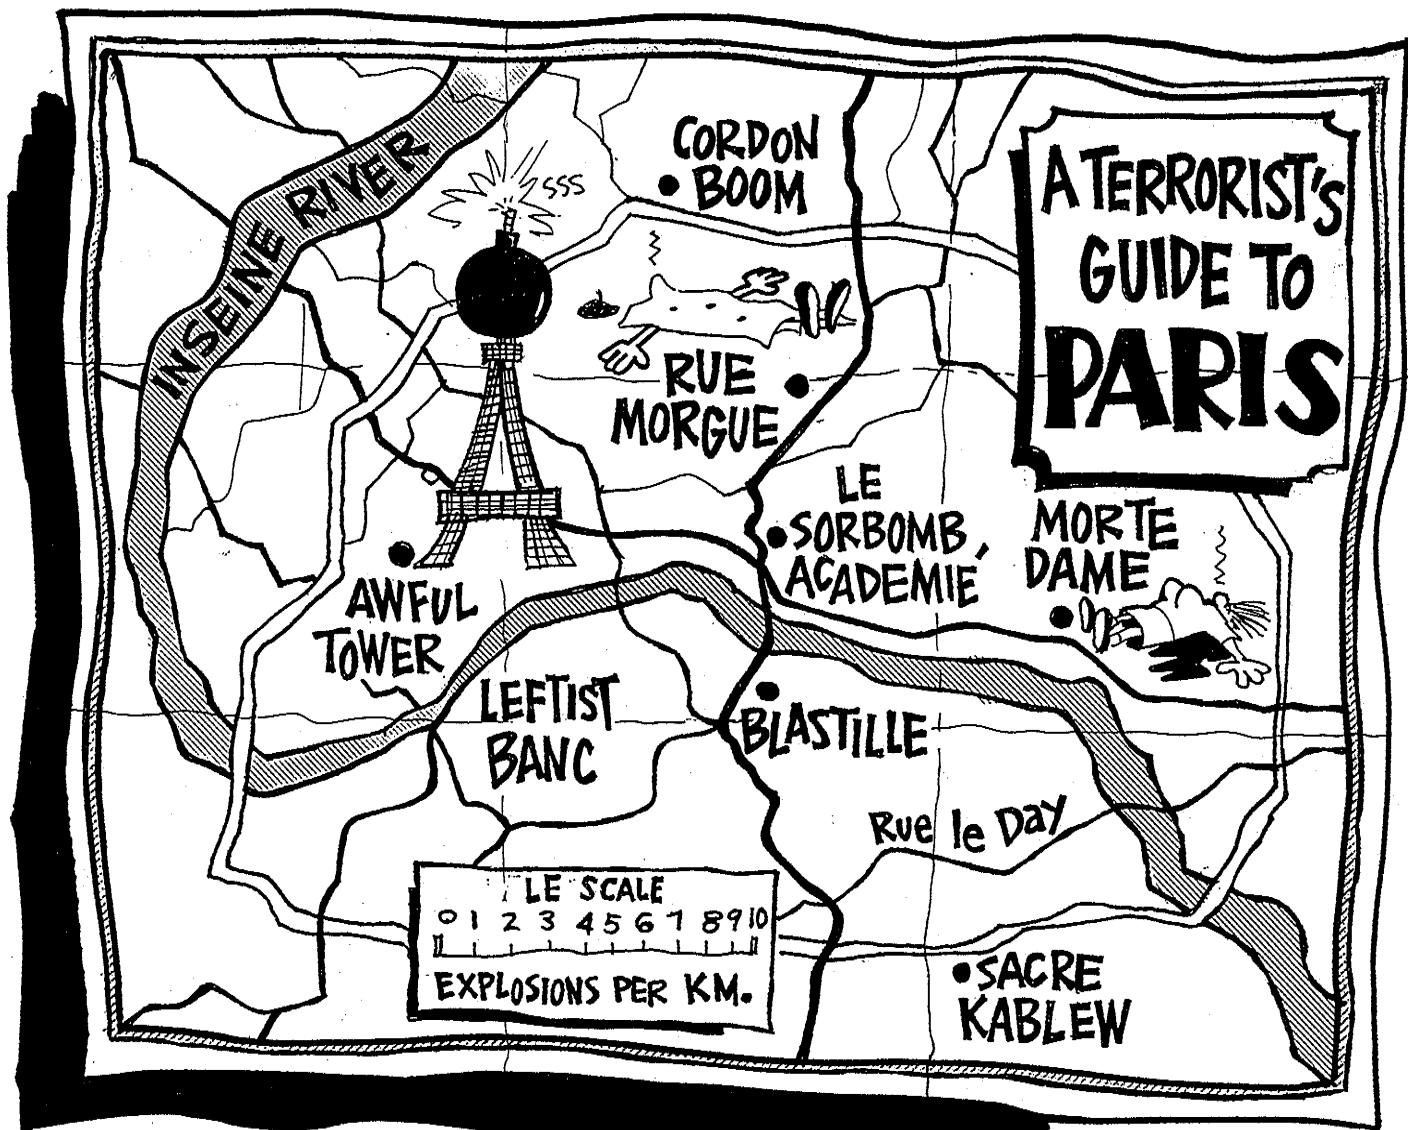 A TERRORIST'S
GUIDE TO
PARIS
INSEINE RIVER
SSS
CORDON
BOOM
RUE
MORGUE
LE
SORBOMB
ACADÉMIE
MORTE
DAME
AWFUL
TOWER
LEFTIST
BANC
BLASTILLE
Rue le Day
LE SCALE
0 1 2 3 4 5 6 7 8 9 10
EXPLOSIONS PER KM.
SACRE
KABLEW